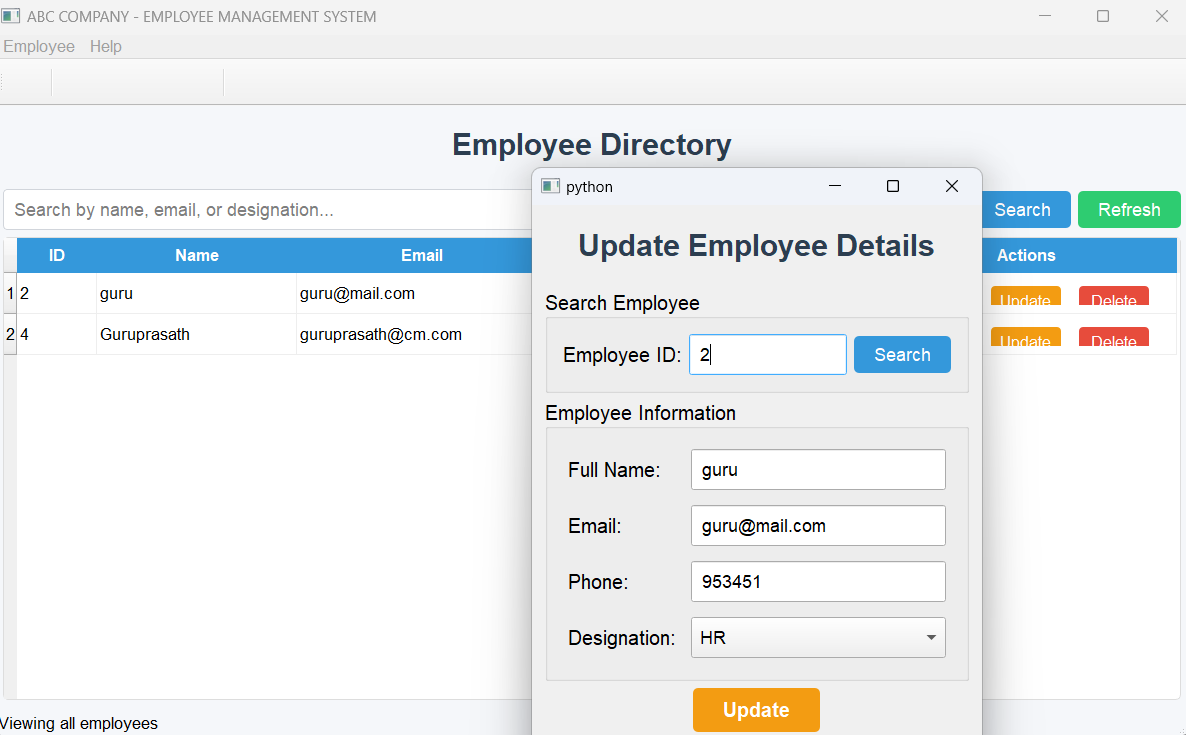 ABC COMPANY - EMPLOYEE MANAGEMENT SYSTEM
Employee Help
Employee Directory
Search by name, email, or designation...
Search Refresh
ID Name Email Actions
1 2 guru guru@mail.com Update Delete
2 4 Guruprasath guruprasath@cm.com Update Delete
Viewing all employees
python
Update Employee Details
Search Employee
Employee ID: 2 Search
Employee Information
Full Name: guru
Email: guru@mail.com
Phone: 953451
Designation: HR
Update